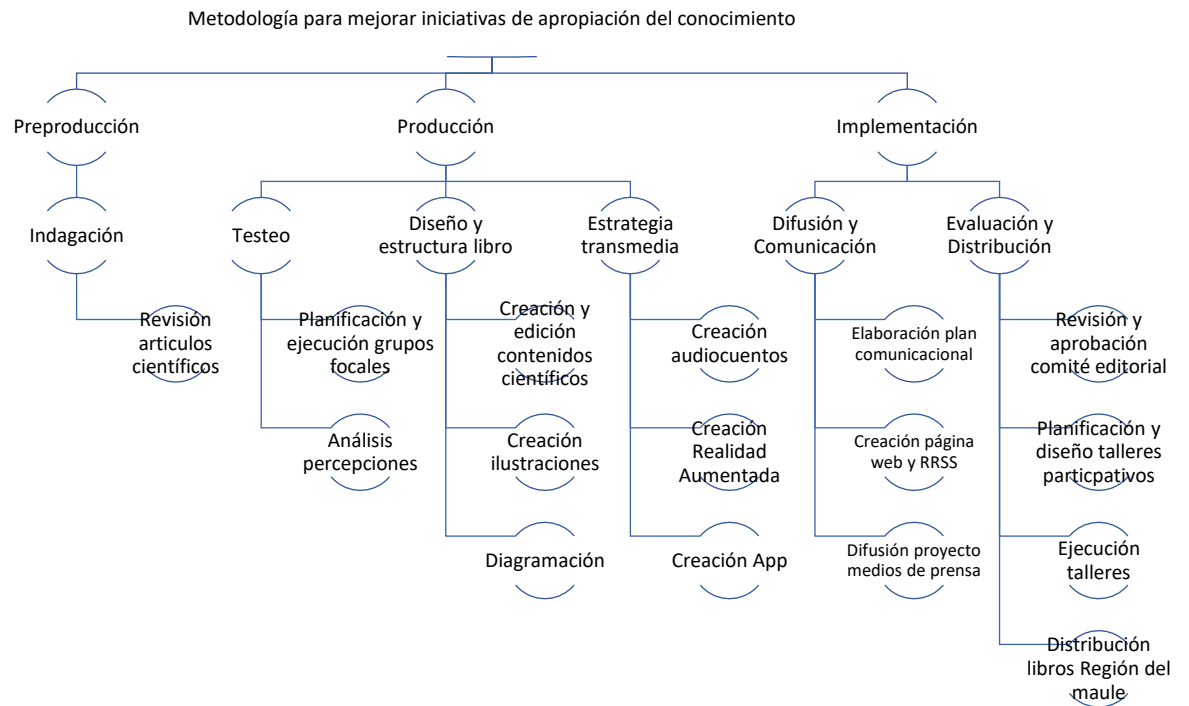 Metodología para mejorar iniciativas de apropiación del conocimiento
Preproducción
Producción
Implementación
Indagación
Testeo
Diseño y
estructura libro
Estrategia
transmedia
Difusión y
Comunicación
Evaluación y
Distribución
Revisión
articulos
científicos
Planificación y
ejecución grupos
focales
Creación y
edición
contenidos
científicos
Creación
audiocuentos
Elaboración plan
comunicacional
Revisión y
aprobación
comité editorial
Análisis
percepciones
Creación
ilustraciones
Creación
Realidad
Aumentada
Creación página
web y RRSS
Planificación y
diseño talleres
particpativos
Diagramación
Creación App
Difusión proyecto
medios de prensa
Ejecución
talleres
Distribución
libros Región del
maule